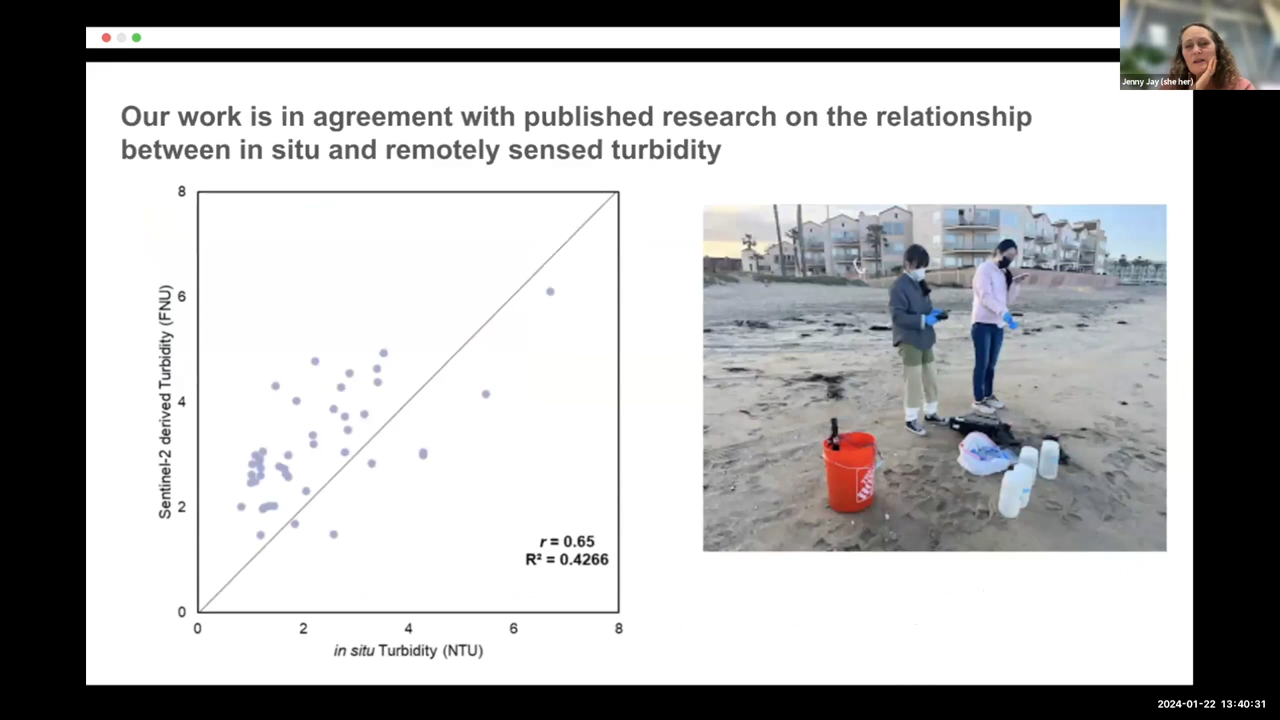 Jenny Jay (she her)
Our work is in agreement with published research on the relationship
between in situ and remotely sensed turbidity
8
6
4
2
0
Sentinel-2 derived Turbidity (FNU)
r = 0.65
R² = 0.4266
0 2 4 6 8
in situ Turbidity (NTU)
2024-01-22 13:40:31